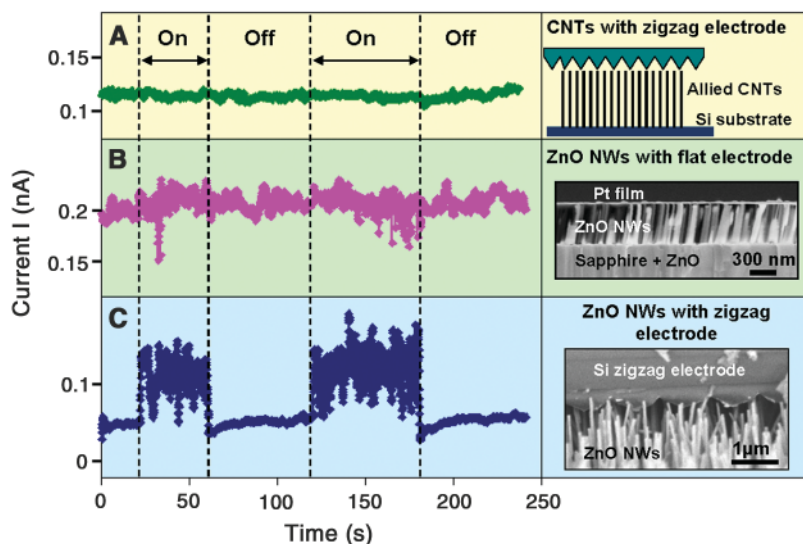 A
On
Off
On
Off
CNTs with zigzag electrode
Allied CNTs
Si substrate
0.15
0.1
B
ZnO NWs with flat electrode
Pt film
ZnO NWs
Sapphire + ZnO
300 nm
0.2
0.15
C
ZnO NWs with zigzag
electrode
Si zigzag electrode
ZnO NWs
1μm
0.1
0
Current I (nA)
0 50 100 150 200 250
Time (s)